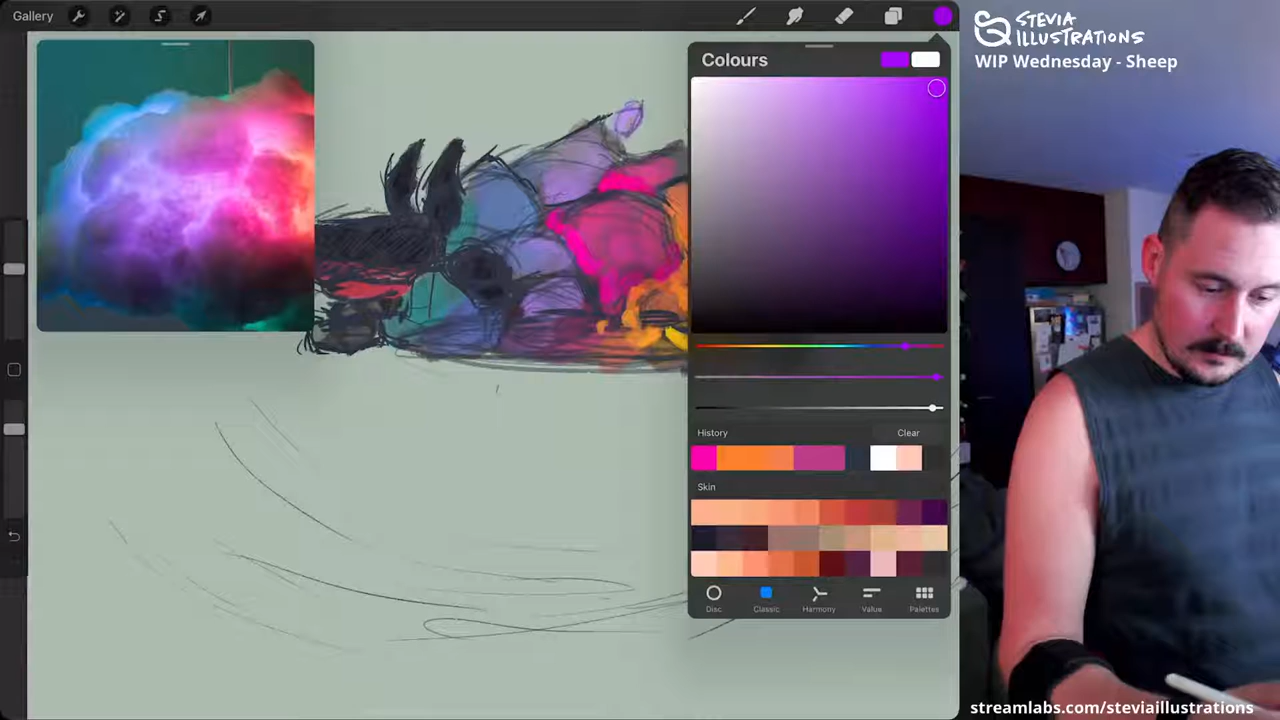 Gallery
Colours
History
Clear
Skin
Disc
Classic
Harmony
Value
Palettes
STEVIA
ILLUSTRATIONS
WIP Wednesday - Sheep
streamlabs.com/steviaillustrations